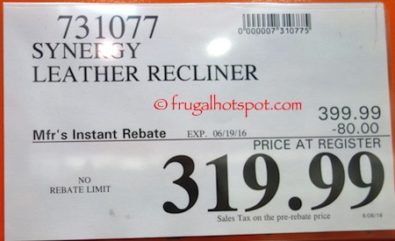 731077
0000007310775
SYNERGY
LEATHER RECLINER
© frugalhotspot.com
399.99
Mfr's Instant Rebate EXP. 06/19/16 -80.00
PRICE AT REGISTER
NO
REBATE LIMIT
319.99
Sales Tax on the pre-rebate price